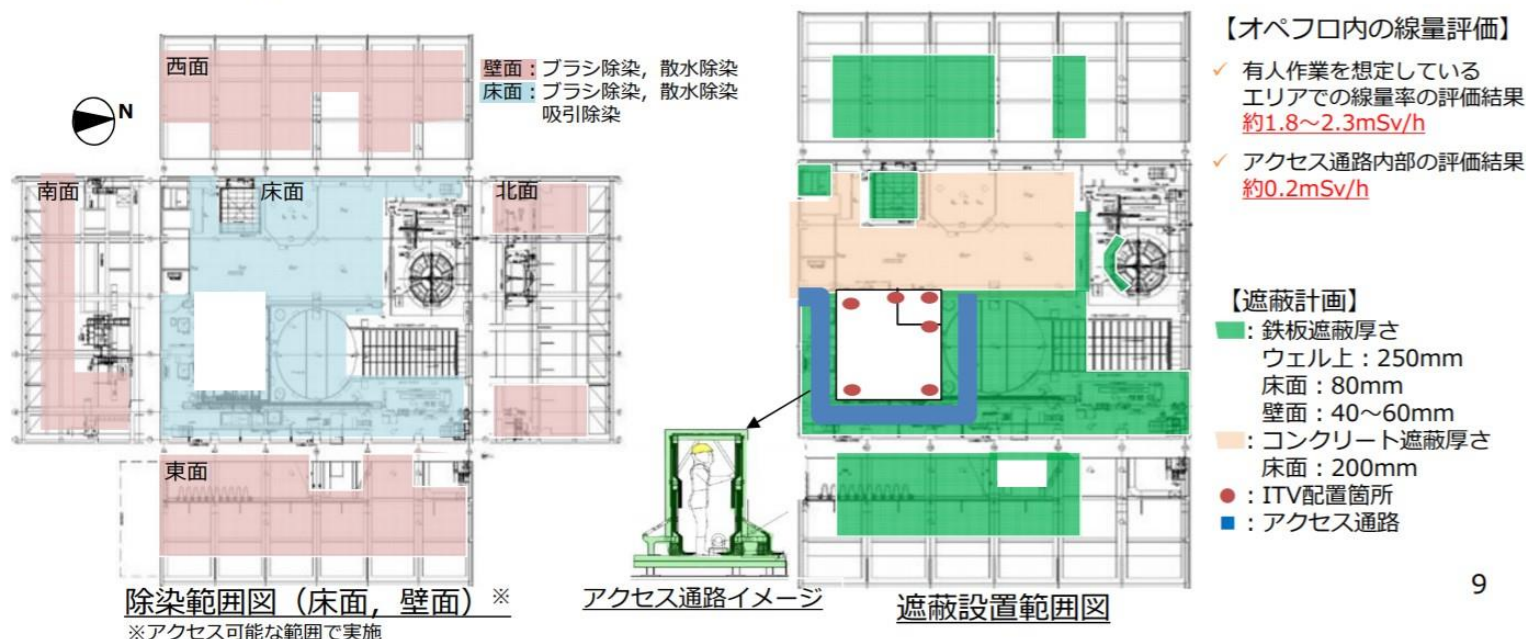 西面
N
壁面：ブラシ除染，散水除染
床面：ブラシ除染，散水除染
吸引除染
南面
床面
北面
東面
除染範囲図（床面，壁面）※
※アクセス可能な範囲で実施
アクセス通路イメージ
遮蔽設置範囲図
【オペフロ内の線量評価】
✓ 有人作業を想定している
エリアでの線量率の評価結果
約1.8～2.3mSv/h
✓ アクセス通路内部の評価結果
約0.2mSv/h
【遮蔽計画】
：鉄板遮蔽厚さ
ウェル上：250mm
床面：80mm
壁面：40～60mm
：コンクリート遮蔽厚さ
床面：200mm
：ITV配置箇所
：アクセス通路
9